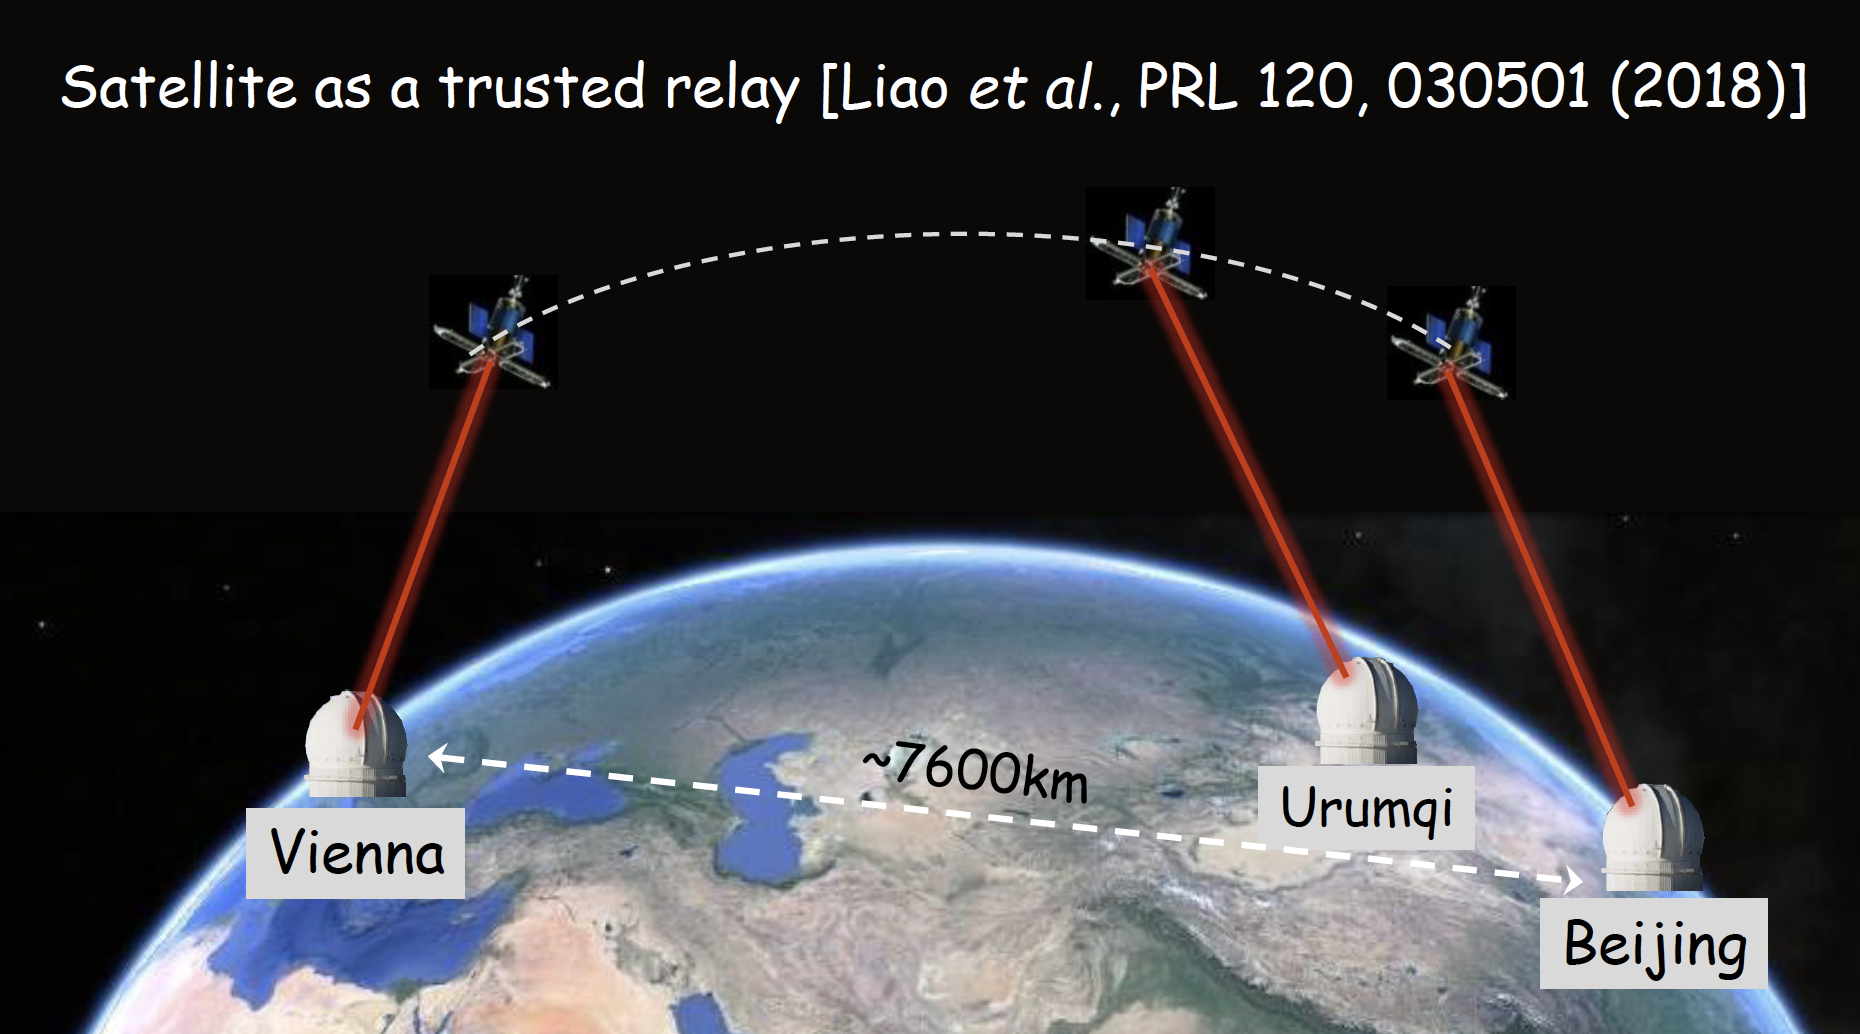 Satellite as a trusted relay [Liao et al., PRL 120, 030501 (2018)]
~7600km
Urumqi
Vienna
Beijing